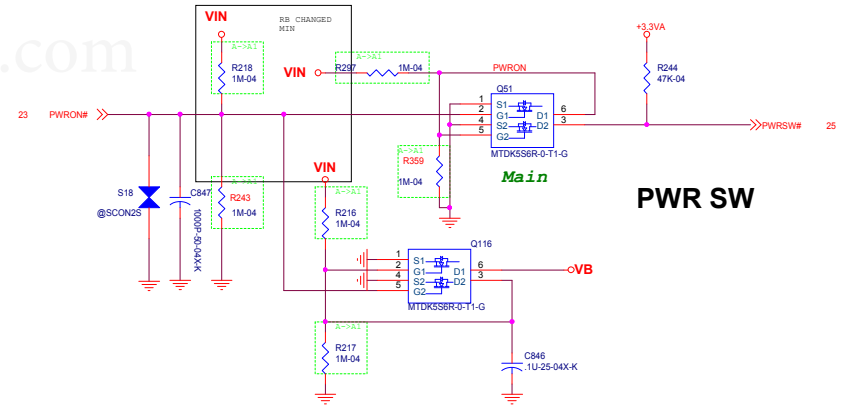 .com
VIN
RB CHANGED
MIN
A->A1
R218
1M-04
VIN
A->A1
R297
1M-04
PWRON
+3.3VA
R244
47K-04
Q51
1
2
4
5
S1
G1
S2
G2
D1
D2
6
3
MTDK5S6R-0-T1-G
23
PWRON#
PWRSW#
25
A->A1
R359
1M-04
Main
PWR SW
S18
@SCON2S
C847
1000P-50-04X-K
R243
1M-04
VIN
A->A1
R216
1M-04
Q116
1
2
4
5
S1
G1
S2
G2
D1
D2
6
3
MTDK5S6R-0-T1-G
VB
A->A1
R217
1M-04
C846
.1U-25-04X-K